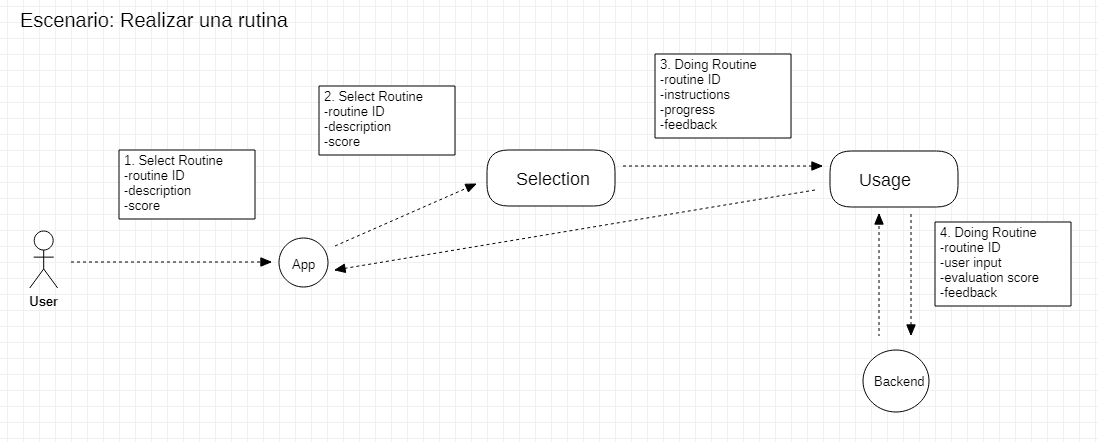 Escenario: Realizar una rutina
1. Select Routine
-routine ID
-description
-score
2. Select Routine
-routine ID
-description
-score
3. Doing Routine
-routine ID
-instructions
-progress
-feedback
4. Doing Routine
-routine ID
-user input
-evaluation score
-feedback
User
App
Selection
Usage
Backend